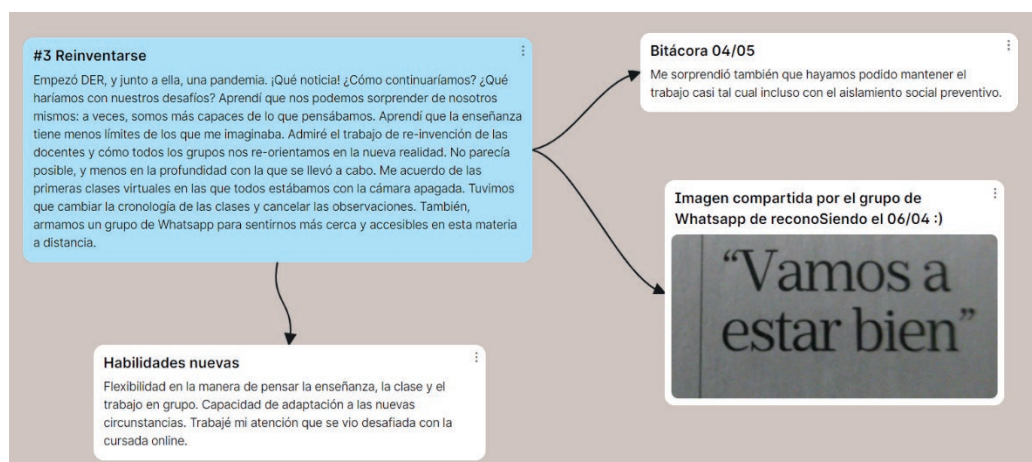 #3 Reinventarse
Empezó DER, y junto a ella, una pandemia. ¡Qué noticia! ¿Cómo continuaríamos? ¿Qué
haríamos con nuestros desafíos? Aprendí que nos podemos sorprender de nosotros
mismos: a veces, somos más capaces de lo que pensábamos. Aprendí que la enseñanza
tiene menos límites de los que me imaginaba. Admiré el trabajo de re-invención de las
docentes y cómo todos los grupos nos re-orientamos en la nueva realidad. No parecía
posible, y menos en la profundidad con la que se llevó a cabo. Me acuerdo de las
primeras clases virtuales en las que todos estábamos con la cámara apagada. Tuvimos
que cambiar la cronología de las clases y cancelar las observaciones. También,
armamos un grupo de Whatsapp para sentirnos más cerca y accesibles en esta materia
a distancia.
Bitácora 04/05
Me sorprendió también que hayamos podido mantener el
trabajo casi tal cual incluso con el aislamiento social preventivo.
Imagen compartida por el grupo de
Whatsapp de reconoSiendo el 06/04 :)
“Vamos a
estar bien”
Habilidades nuevas
Flexibilidad en la manera de pensar la enseñanza, la clase y el
trabajo en grupo. Capacidad de adaptación a las nuevas
circunstancias. Trabajé mi atención que se vio desafiada con la
cursada online.